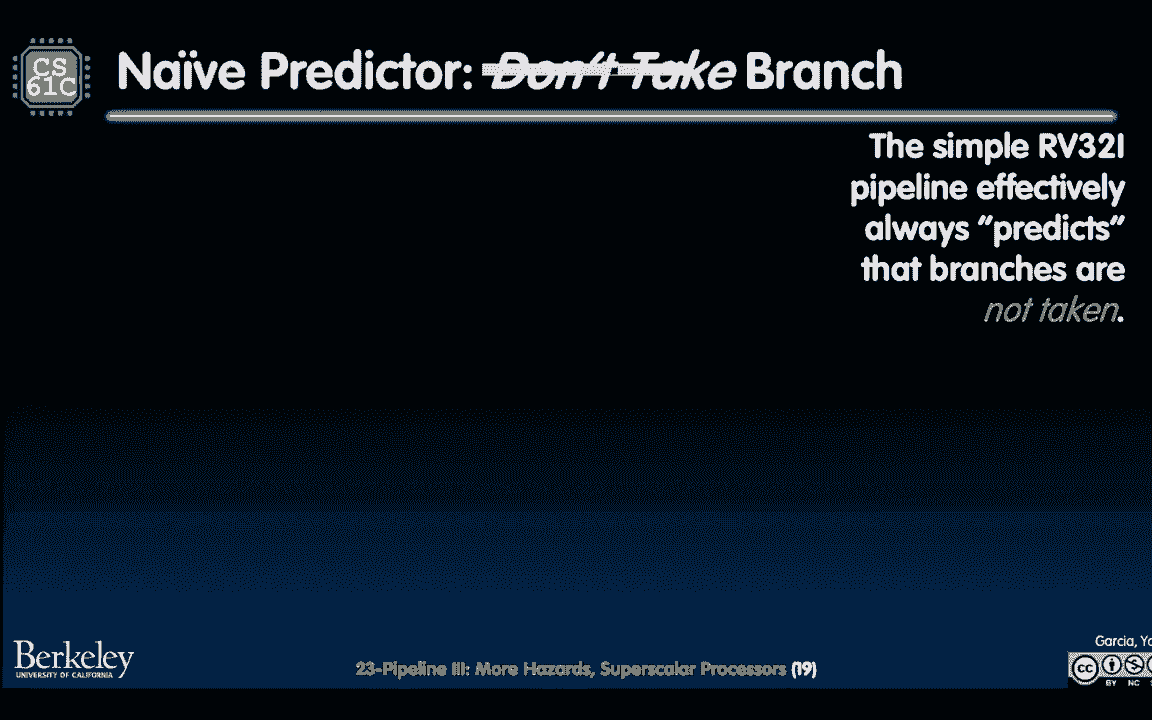 CS
61C
Naïve Predictor: Don't Take Branch
The simple RV32I
pipeline effectively
always "predicts"
that branches are
not taken.
Berkeley
UNIVERSITY OF CALIFORNIA
23-Pipeline III: More Hazards, Superscalar Processors (19)
Garcia,
cc
BY NC